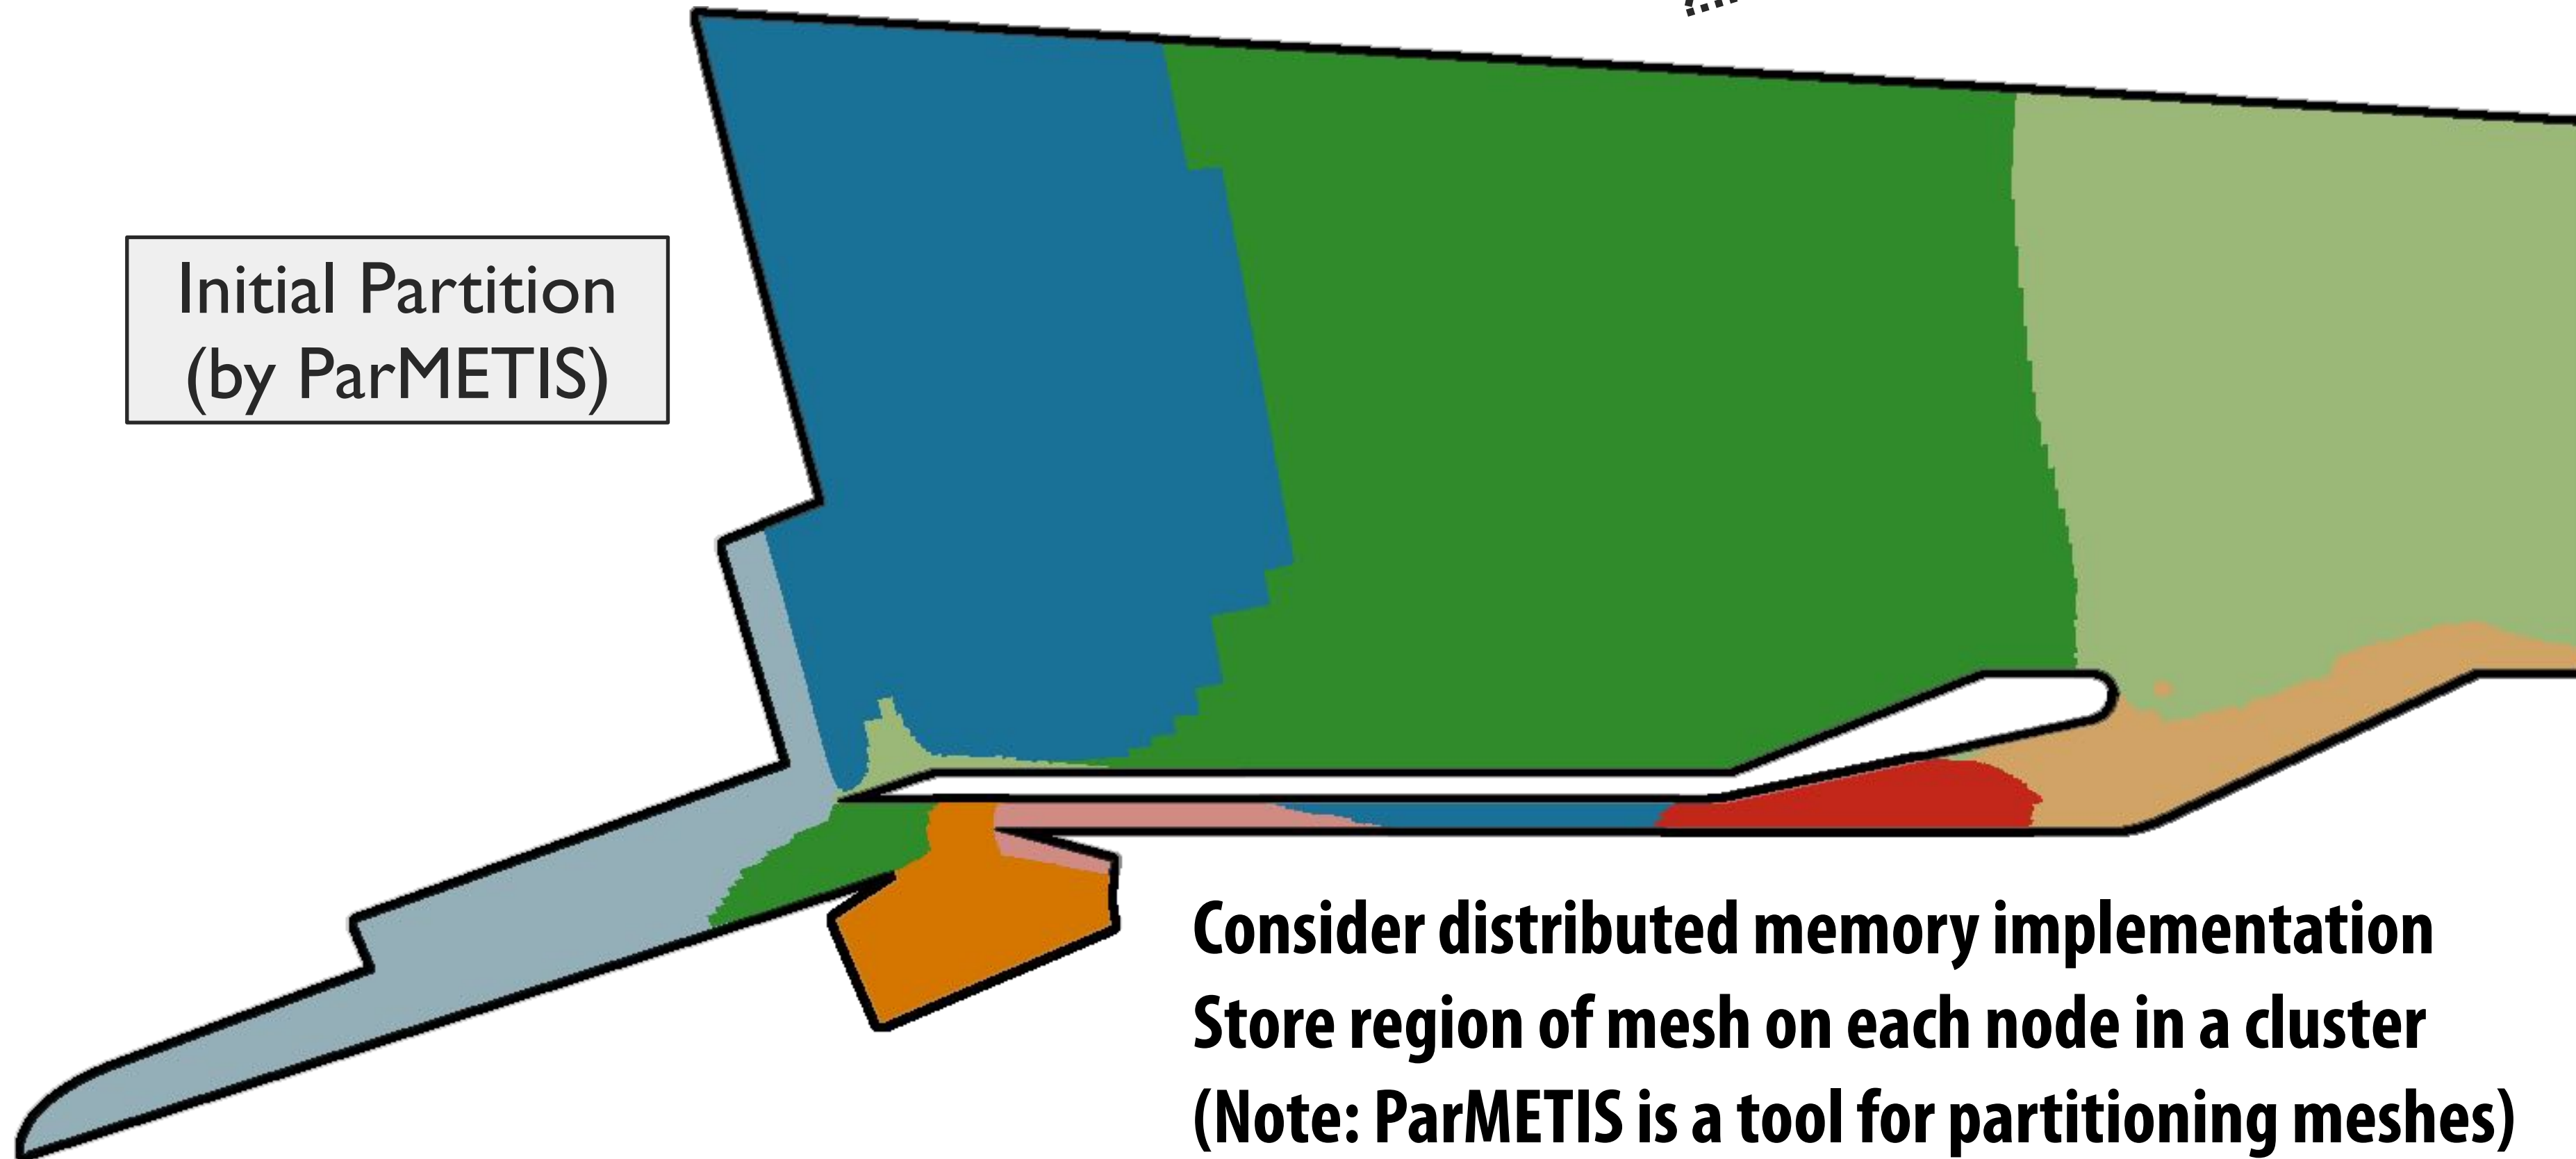 Initial Partition
(by ParMETIS)
Consider distributed memory implementation
Store region of mesh on each node in a cluster
(Note: ParMETIS is a tool for partitioning meshes)